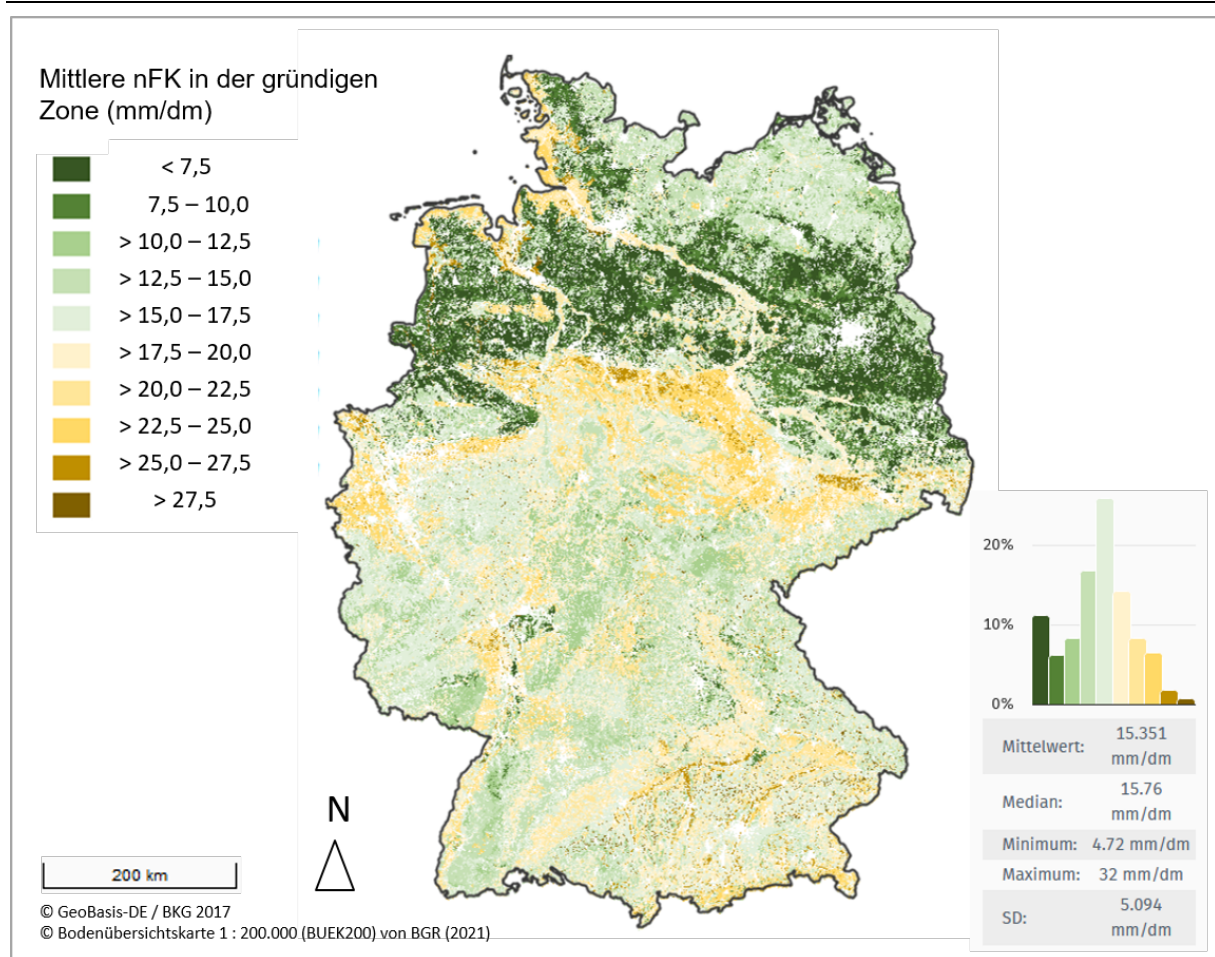 Mittlere nFK in der gründigen
Zone (mm/dm)
< 7,5
7,5 – 10,0
> 10,0 – 12,5
> 12,5 – 15,0
> 15,0 – 17,5
> 17,5 – 20,0
> 20,0 – 22,5
> 22,5 – 25,0
> 25,0 – 27,5
> 27,5
20%
10%
0%
Mittelwert: 15.351
mm/dm
Median: 15.76
mm/dm
Minimum: 4.72 mm/dm
Maximum: 32 mm/dm
SD: 5.094
mm/dm
N
200 km
© GeoBasis-DE / BKG 2017
© Bodenübersichtskarte 1 : 200.000 (BUEK200) von BGR (2021)